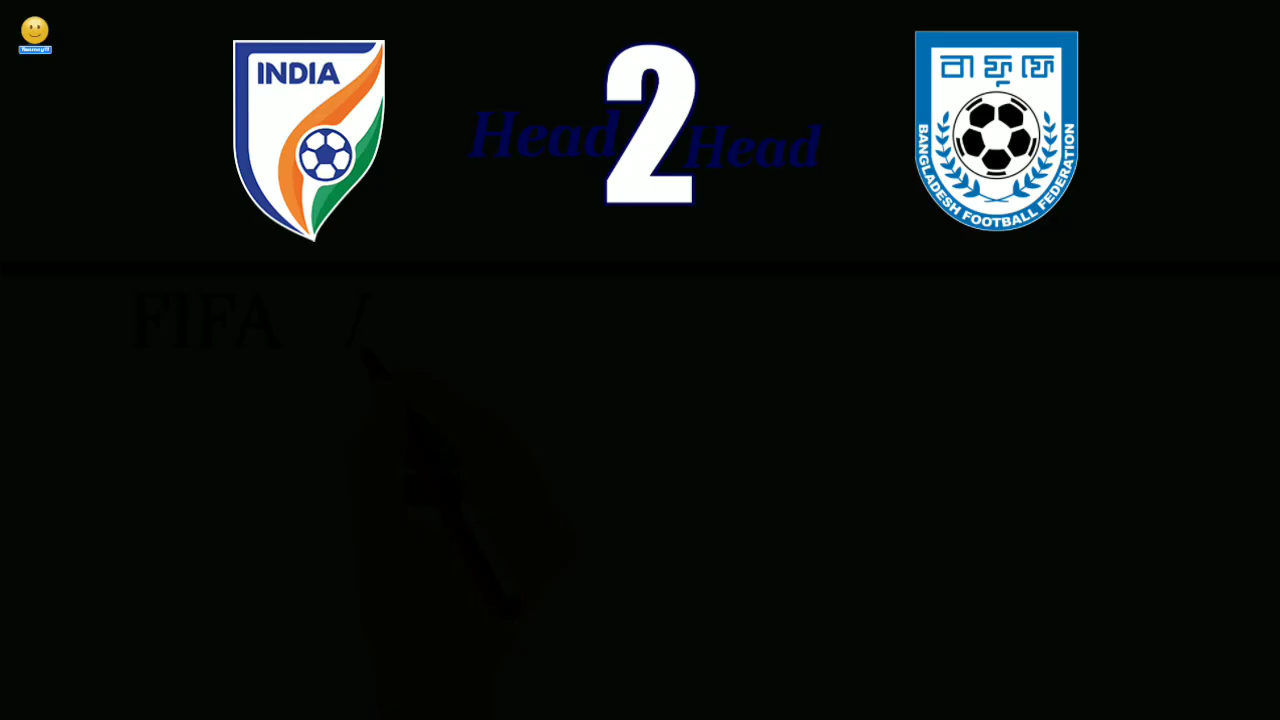 INDIA
Head 2 Head
বা ফু ফে
BANGLADESH FOOTBALL FEDERATION
FIFA